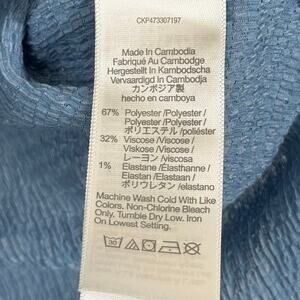 CKP473307197
Made In Cambodia
Fabriqué Au Cambodge
Hergestellt In Kambodscha
Vervaardigd In Cambodja
カンボジア製
hecho en camboya
67% Polyester /Polyester
/Polyester /Polyester
/ポリエステル /poliéster
32% Viscose /Viscose
/Viskose /Viscose
/レーヨン /viscosa
1% Elastane /Élasthanne /
Elastan /Elastaan /
/ポリウレタン /elastano
Machine Wash Cold With Like
Colors. Non-Chlorine Bleach
Only. Tumble Dry Low. Iron
On Lowest Setting.
30